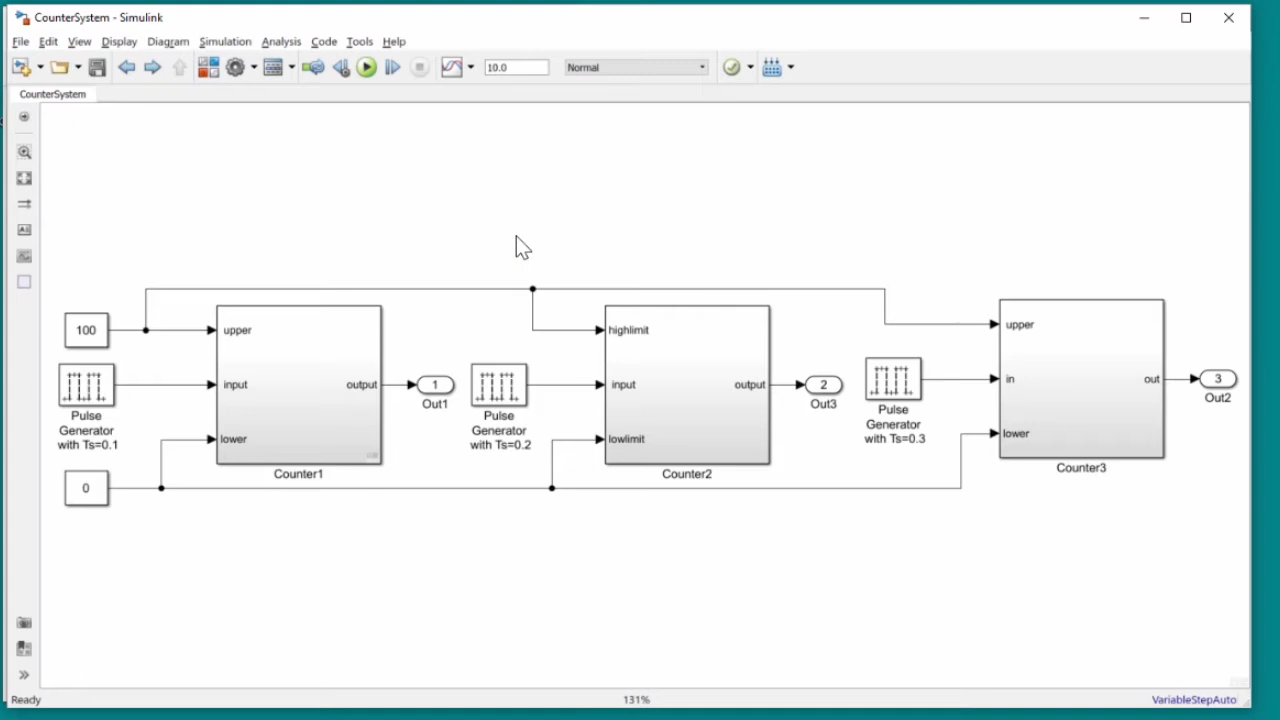 CounterSystem - Simulink
File Edit View Display Diagram Simulation Analysis Code Tools Help
10.0 Normal
CounterSystem
100
upper
input
lower
output
Counter1
1
Out1
Pulse
Generator
with Ts=0.1
0
Pulse
Generator
with Ts=0.2
highlimit
input
lowlimit
output
Counter2
2
Out3
Pulse
Generator
with Ts=0.3
upper
in
lower
out
Counter3
3
Out2
Ready 131% VariableStepAuto